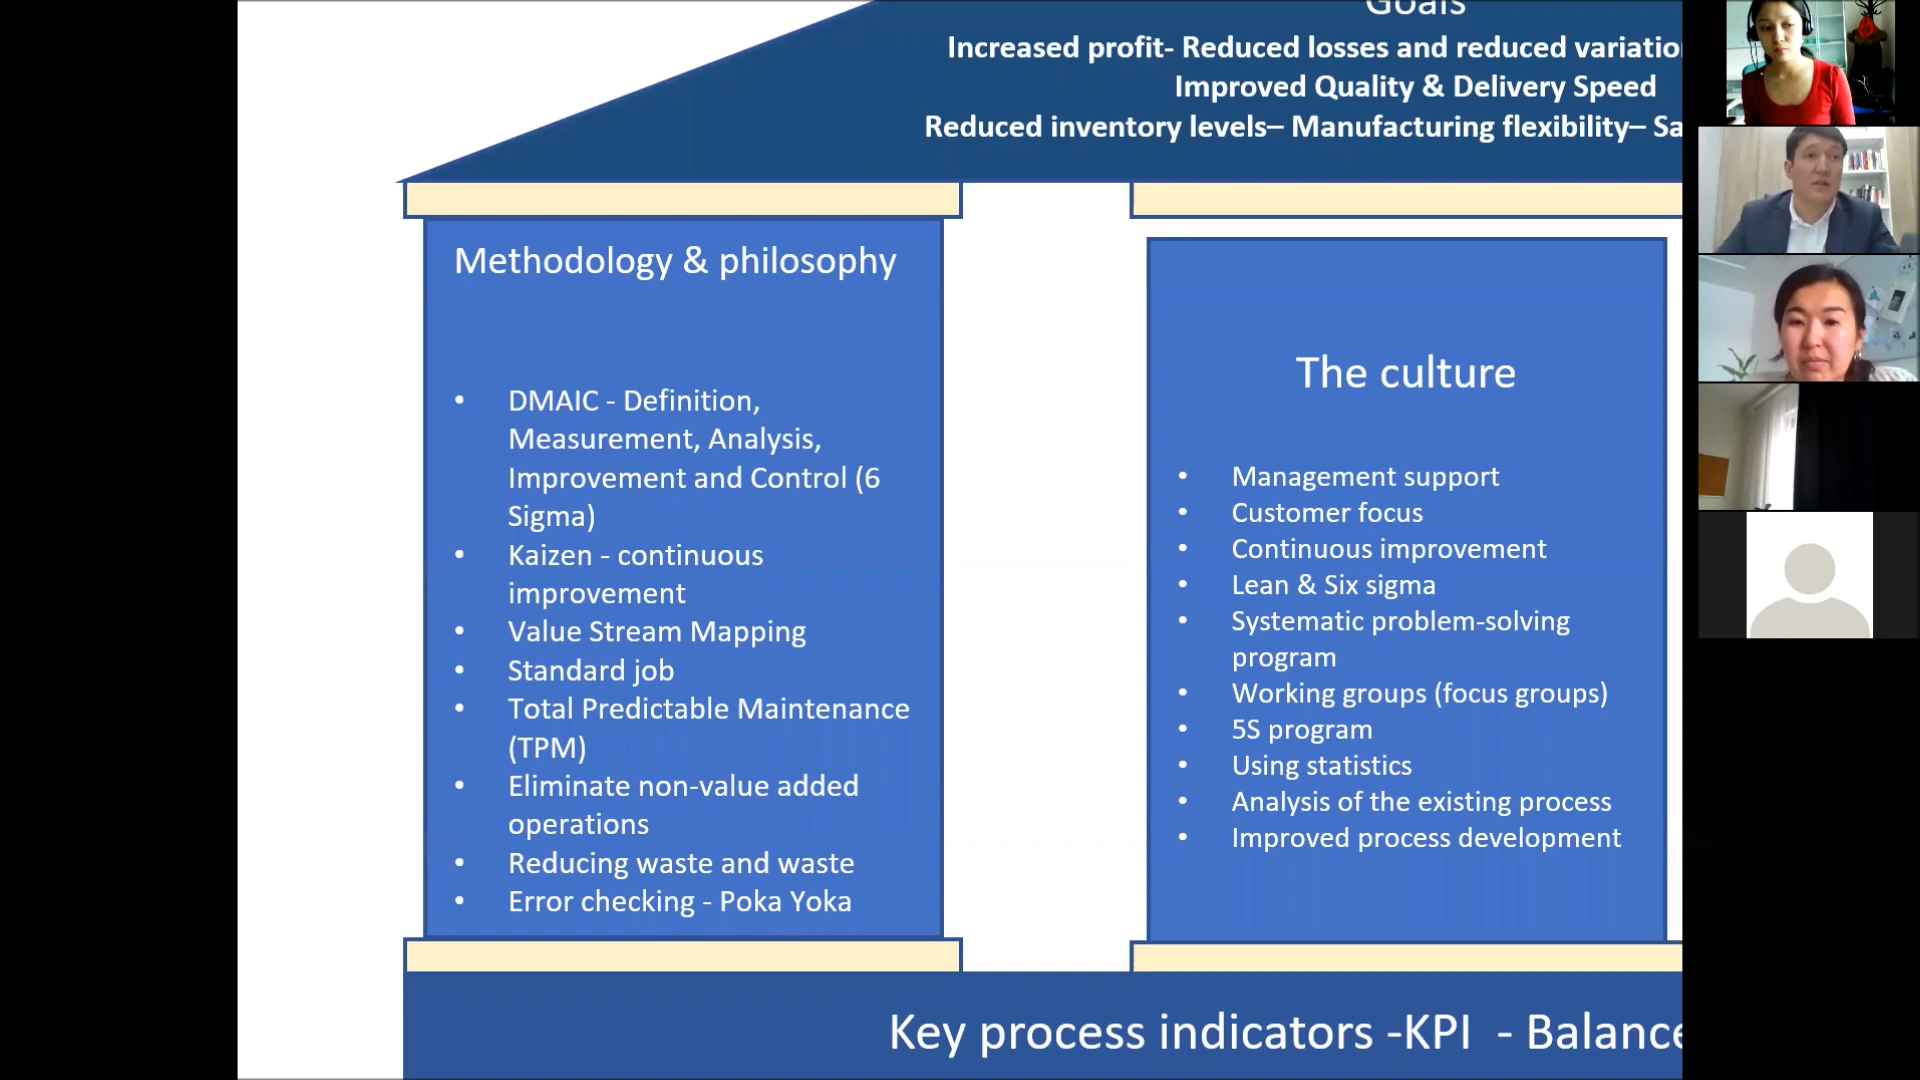 Goals
Increased profit- Reduced losses and reduced variatio
Improved Quality & Delivery Speed
Reduced inventory levels– Manufacturing flexibility– Sa
Methodology & philosophy
• DMAIC - Definition,
Measurement, Analysis,
Improvement and Control (6
Sigma)
• Kaizen - continuous
improvement
• Value Stream Mapping
• Standard job
• Total Predictable Maintenance
(TPM)
• Eliminate non-value added
operations
• Reducing waste and waste
• Error checking - Poka Yoka
The culture
• Management support
• Customer focus
• Continuous improvement
• Lean & Six sigma
• Systematic problem-solving
program
• Working groups (focus groups)
• 5S program
• Using statistics
• Analysis of the existing process
• Improved process development
Key process indicators -KPI - Balance